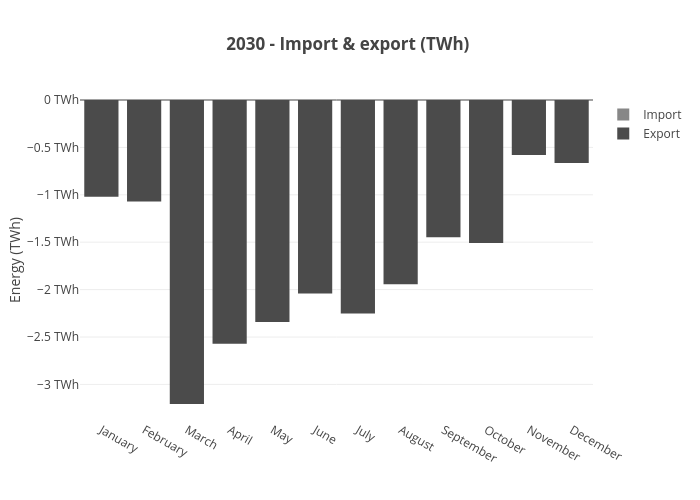 2030 - Import & export (TWh)
0 TWh
−0.5 TWh
−1 TWh
−1.5 TWh
−2 TWh
−2.5 TWh
−3 TWh
Energy (TWh)
January
February
March
April
May
June
July
August
September
October
November
December
Import
Export